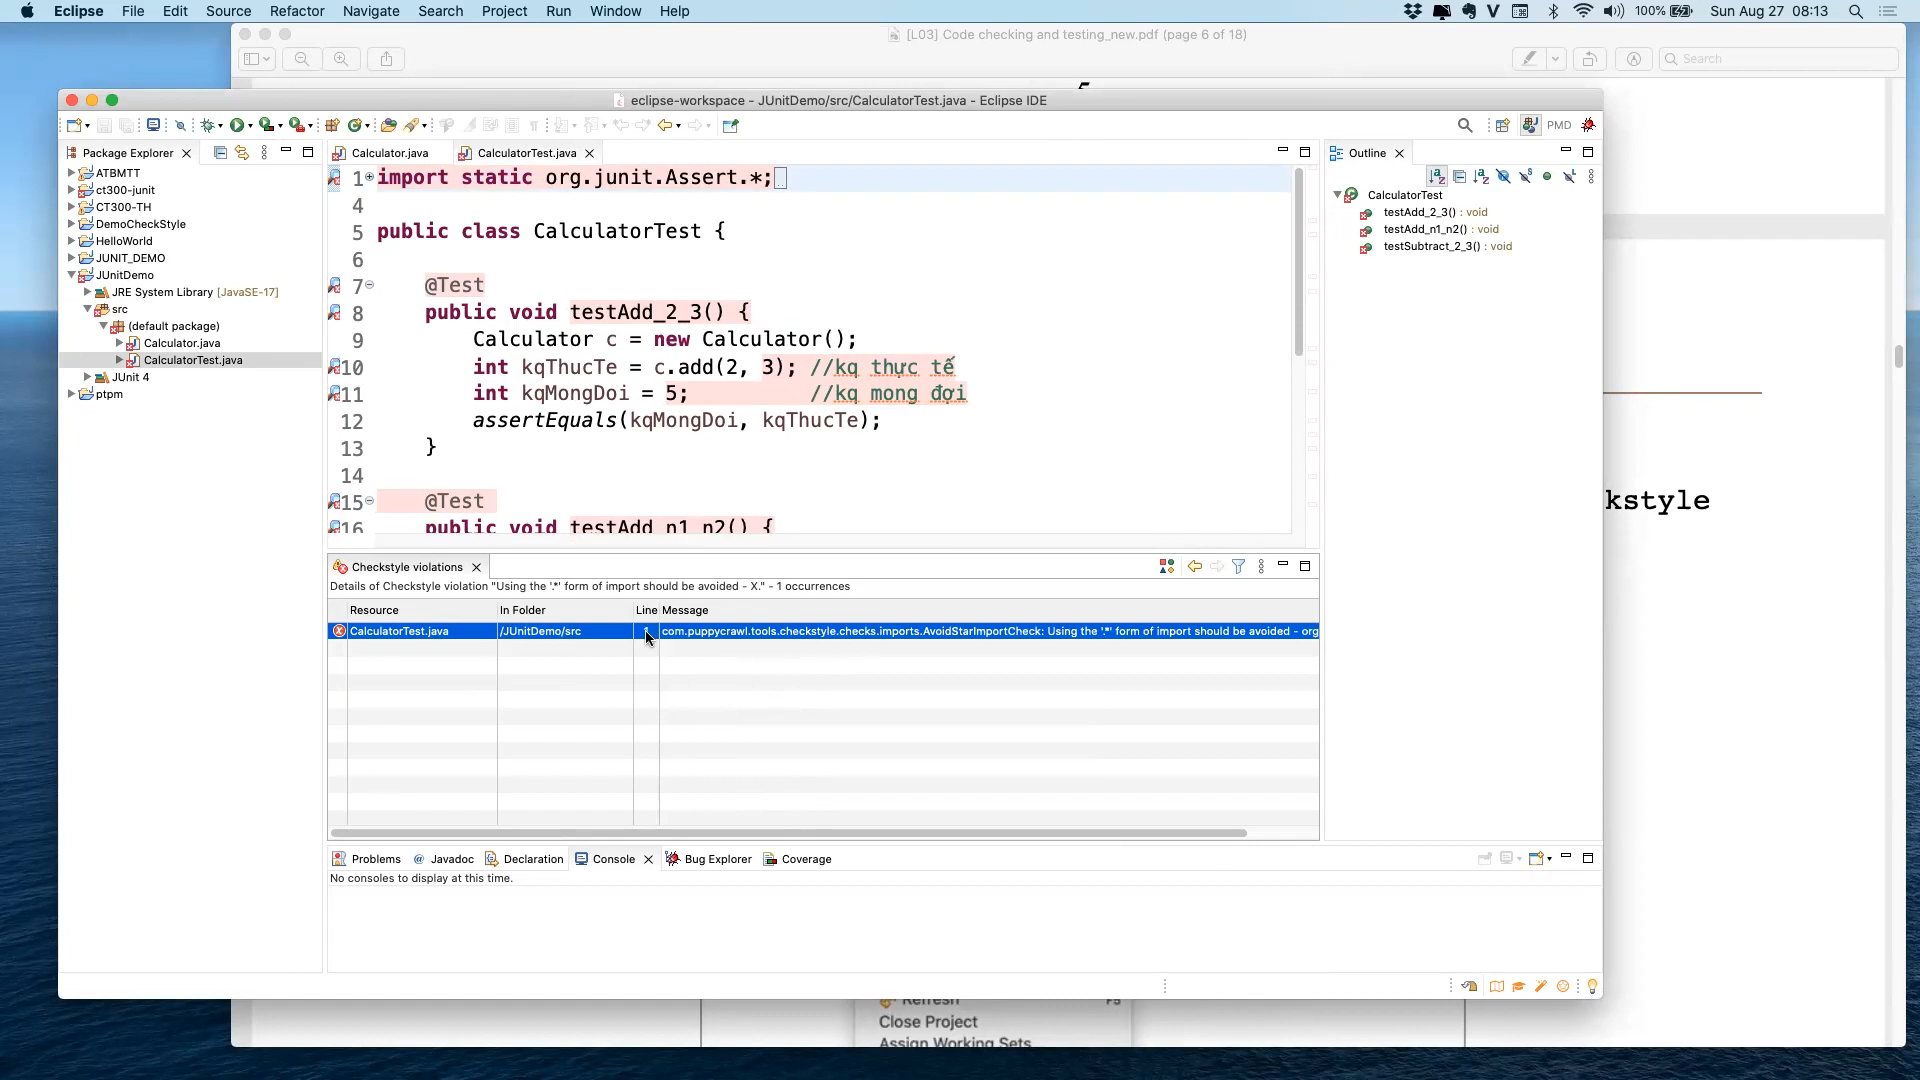 Eclipse File Edit Source Refactor Navigate Search Project Run Window Help 100% Sun Aug 27 08:13
[L03] Code checking and testing_new.pdf (page 6 of 18)
Search
eclipse-workspace - JUnitDemo/src/CalculatorTest.java - Eclipse IDE
PMD
Package Explorer
ATBMTT
ct300-junit
CT300-TH
DemoCheckStyle
HelloWorld
JUNIT_DEMO
JUnitDemo
JRE System Library [JavaSE-17]
src
(default package)
Calculator.java
CalculatorTest.java
JUnit 4
ptpm
Calculator.java CalculatorTest.java
1 import static org.junit.Assert.*;
4
5 public class CalculatorTest {
6
7 @Test
8 public void testAdd_2_3() {
9 Calculator c = new Calculator();
10 int kqThucTe = c.add(2, 3); //kq thực tế
11 int kqMongDoi = 5; //kq mong đợi
12 assertEquals(kqMongDoi, kqThucTe);
13 }
14
15 @Test
16 public void testAdd_n1_n2() {
Outline
CalculatorTest
testAdd_2_3() : void
testAdd_n1_n2() : void
testSubtract_2_3() : void
Checkstyle violations
Details of Checkstyle violation "Using the '.*' form of import should be avoided - X." - 1 occurrences
Resource In Folder Line Message
CalculatorTest.java /JUnitDemo/src com.puppycrawl.tools.checkstyle.checks.imports.AvoidStarImportCheck: Using the '.*' form of import should be avoided - org
Problems Javadoc Declaration Console Bug Explorer Coverage
No consoles to display at this time.
kstyle
Refresh F5
Close Project
Assign Working Sets